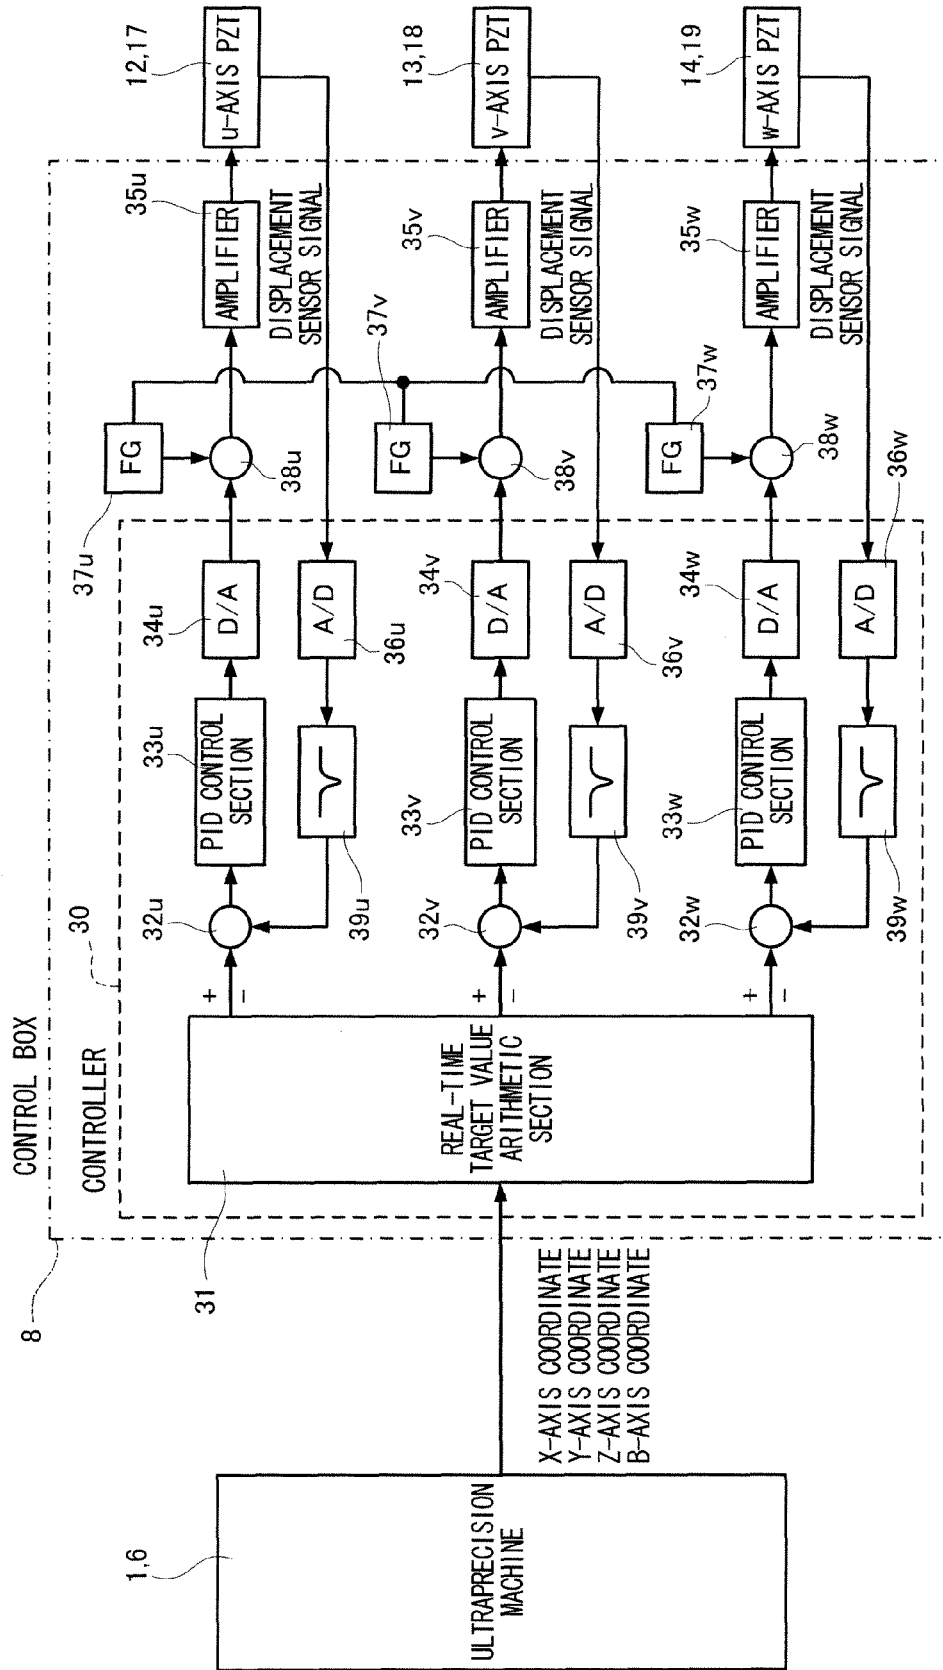 CONTROL BOX
8
CONTROLLER
30
1,6
ULTRAPRECISION
MACHINE
X-AXIS COORDINATE
Y-AXIS COORDINATE
Z-AXIS COORDINATE
B-AXIS COORDINATE
31
REAL-TIME
TARGET VALUE
ARITHMETIC
SECTION
+
−
32u
33u
PID CONTROL
SECTION
34u
D/A
37u
FG
38u
35u
AMPLIFIER
12,17
u-AXIS PZT
DISPLACEMENT
SENSOR SIGNAL
A/D
36u
39u
+
−
32v
33v
PID CONTROL
SECTION
34v
D/A
37v
FG
38v
35v
AMPLIFIER
13,18
v-AXIS PZT
DISPLACEMENT
SENSOR SIGNAL
A/D
36v
39v
+
−
32w
33w
PID CONTROL
SECTION
34w
D/A
37w
FG
38w
35w
AMPLIFIER
14,19
w-AXIS PZT
DISPLACEMENT
SENSOR SIGNAL
A/D
36w
39w